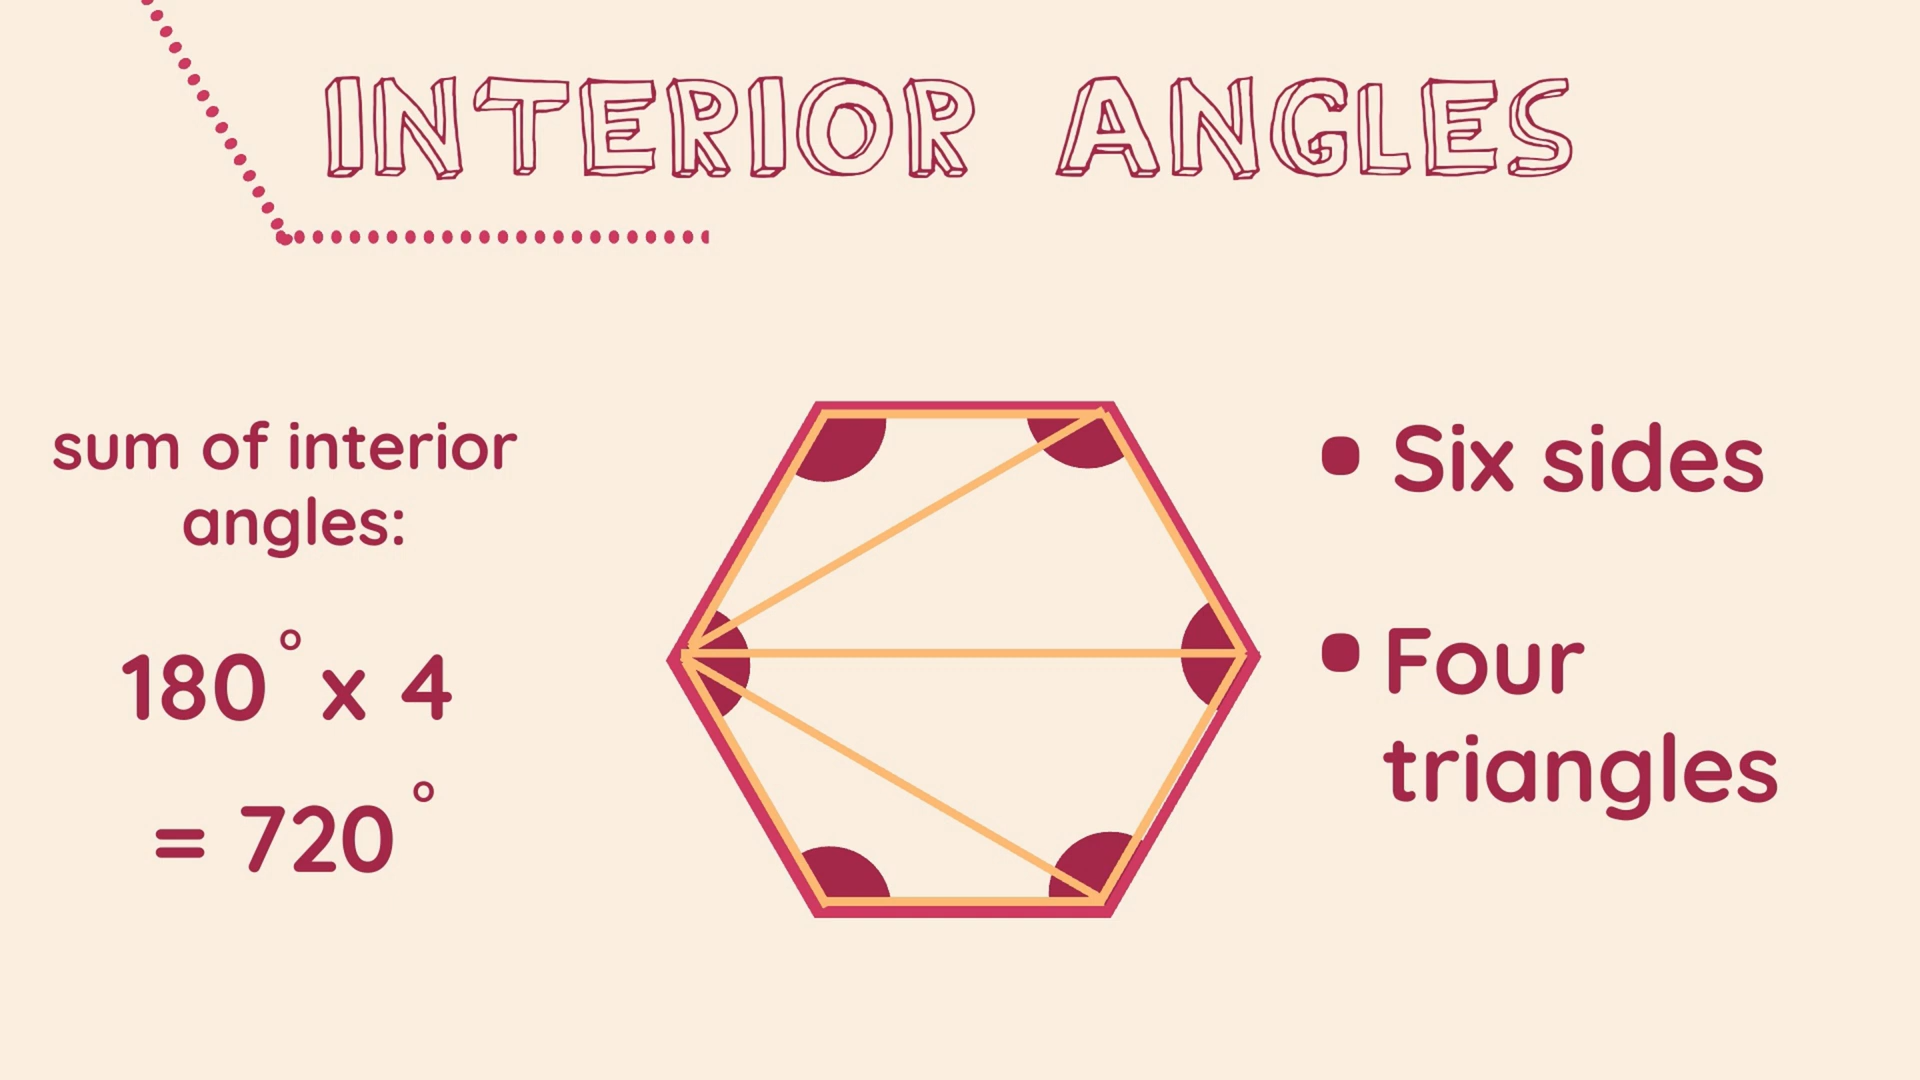 INTERIOR ANGLES
sum of interior
angles:
180° x 4
= 720°
• Six sides
• Four
triangles